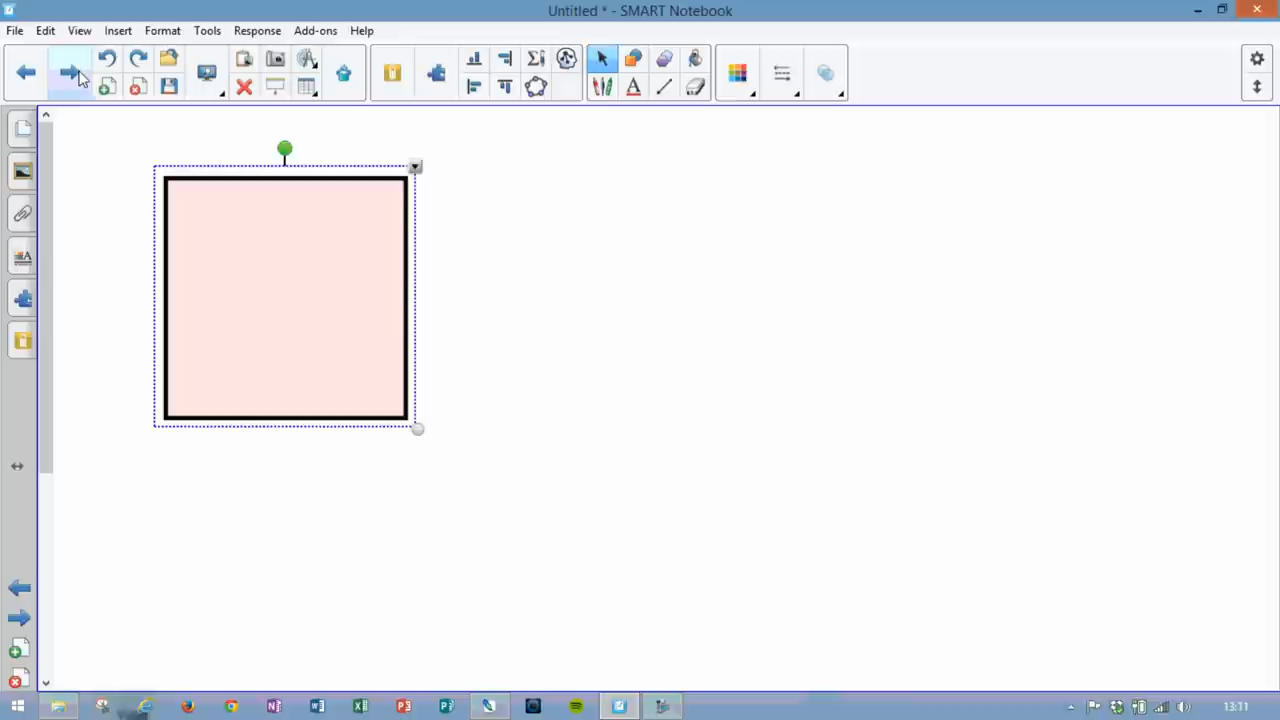 Untitled * - SMART Notebook
File Edit View Insert Format Tools Response Help Add-ons
13:11